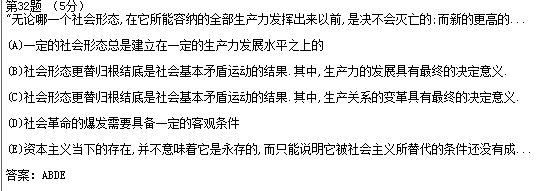 第32题 （5分）
"无论哪一个社会形态,在它所能容纳的全部生产力发挥出来以前,是决不会灭亡的;而新的更高的...
(A)一定的社会形态总是建立在一定的生产力发展水平之上的
(B)社会形态更替归根结底是社会基本矛盾运动的结果.其中,生产力的发展具有最终的决定意义.
(C)社会形态更替归根结底是社会基本矛盾运动的结果.其中,生产关系的变革具有最终的决定意义.
(D)社会革命的爆发需要具备一定的客观条件
(E)资本主义当下的存在,并不意味着它是永存的,而只能说明它被社会主义所替代的条件还没有成...
答案: ABDE